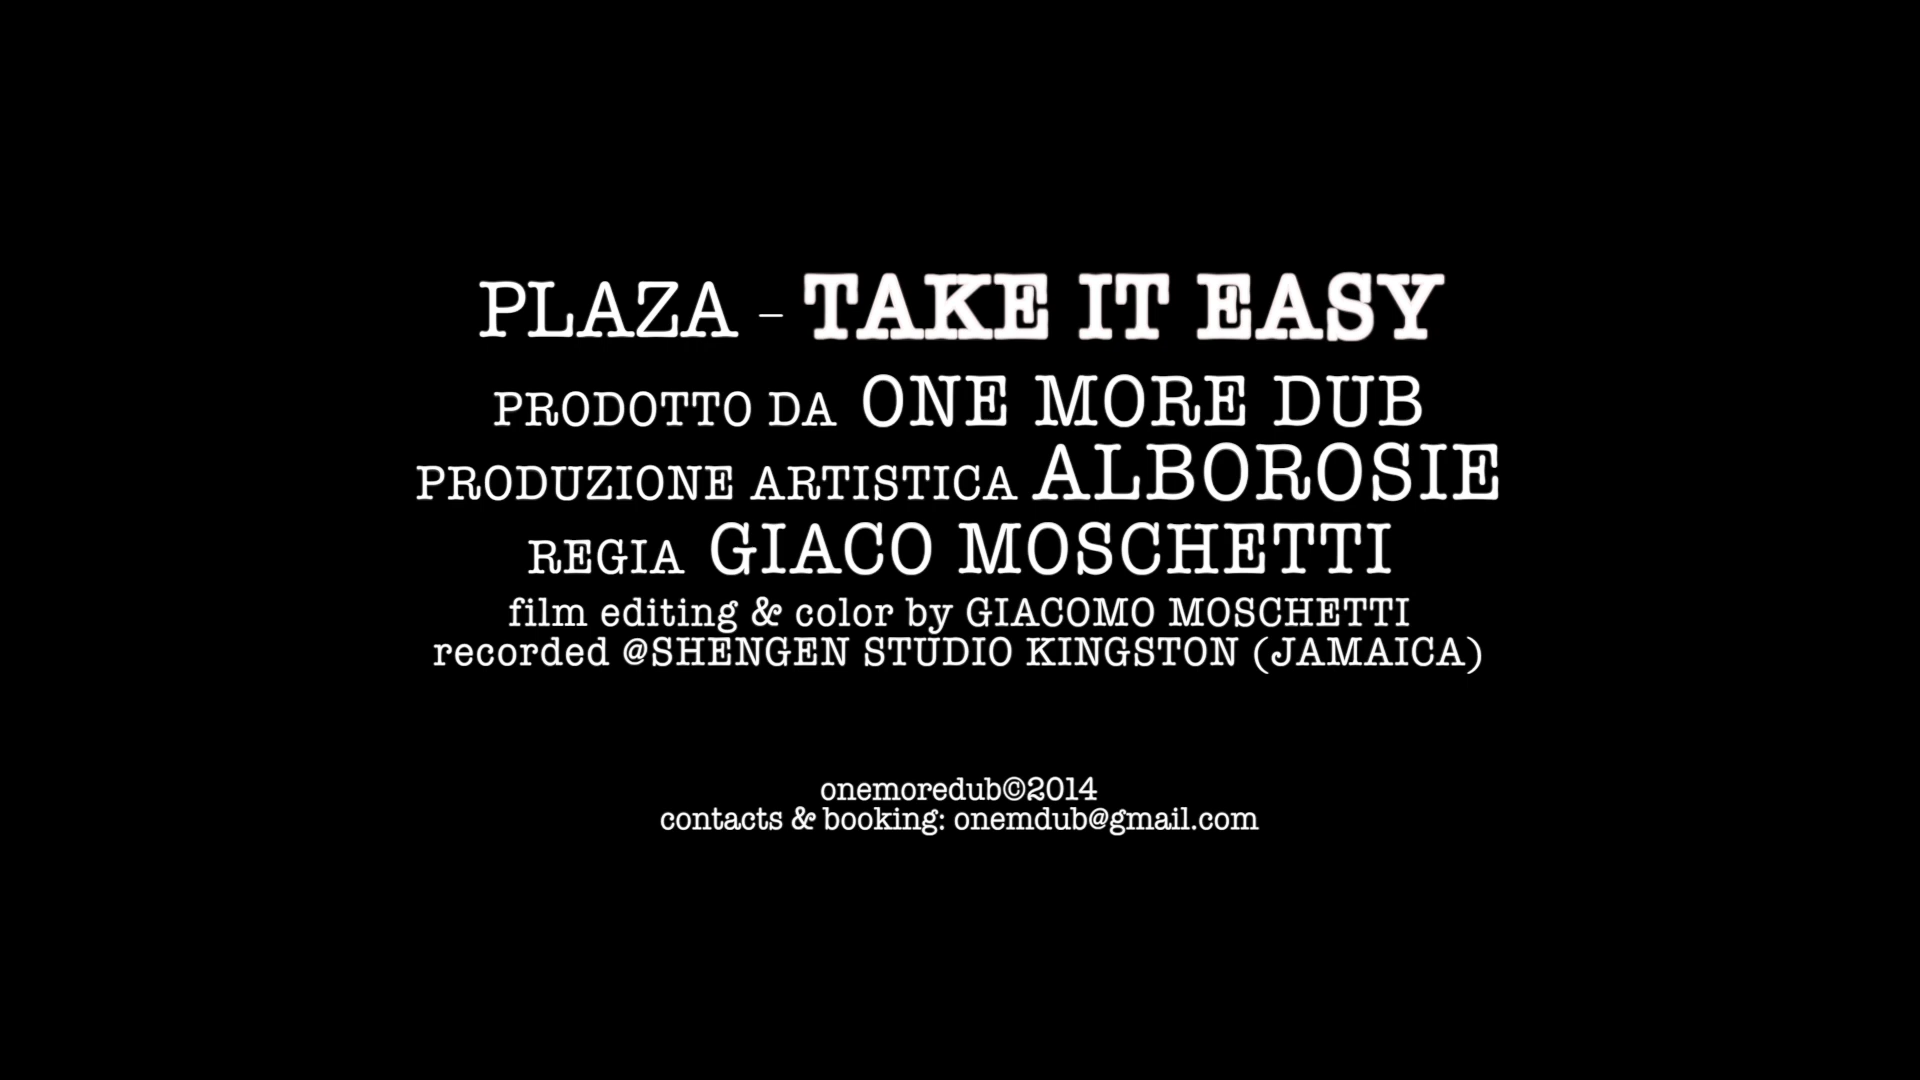 PLAZA - TAKE IT EASY
PRODOTTO DA ONE MORE DUB
PRODUZIONE ARTISTICA ALBOROSIE
REGIA GIACO MOSCHETTI
film editing & color by GIACOMO MOSCHETTI
recorded @SHENGEN STUDIO KINGSTON (JAMAICA)
onemoredub©2014
contacts & booking: onemdub@gmail.com